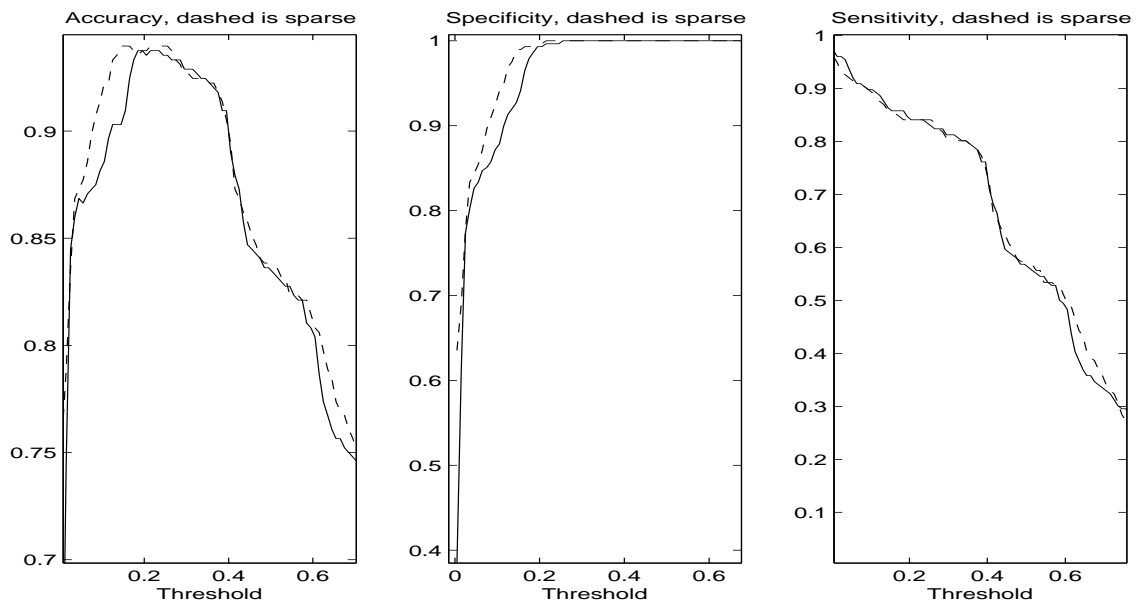 Accuracy, dashed is sparse
0.9
0.85
0.8
0.75
0.7
0.2 0.4 0.6
Threshold
Specificity, dashed is sparse
1
0.9
0.8
0.7
0.6
0.5
0.4
0 0.2 0.4 0.6
Threshold
Sensitivity, dashed is sparse
1
0.9
0.8
0.7
0.6
0.5
0.4
0.3
0.2
0.1
0.2 0.4 0.6
Threshold